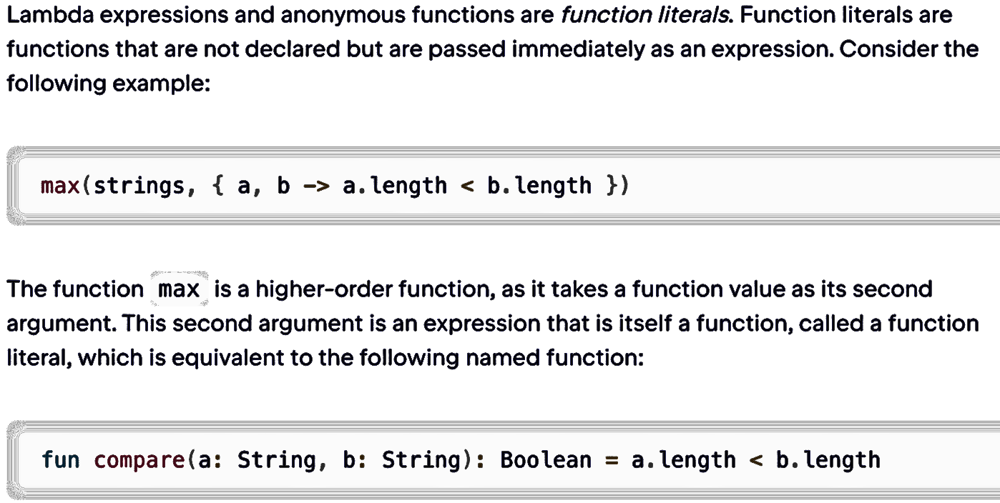 Lambda expressions and anonymous functions are function literals. Function literals are
functions that are not declared but are passed immediately as an expression. Consider the
following example:
max(strings, { a, b -> a.length < b.length })
The function max is a higher-order function, as it takes a function value as its second
argument. This second argument is an expression that is itself a function, called a function
literal, which is equivalent to the following named function:
fun compare(a: String, b: String): Boolean = a.length < b.length